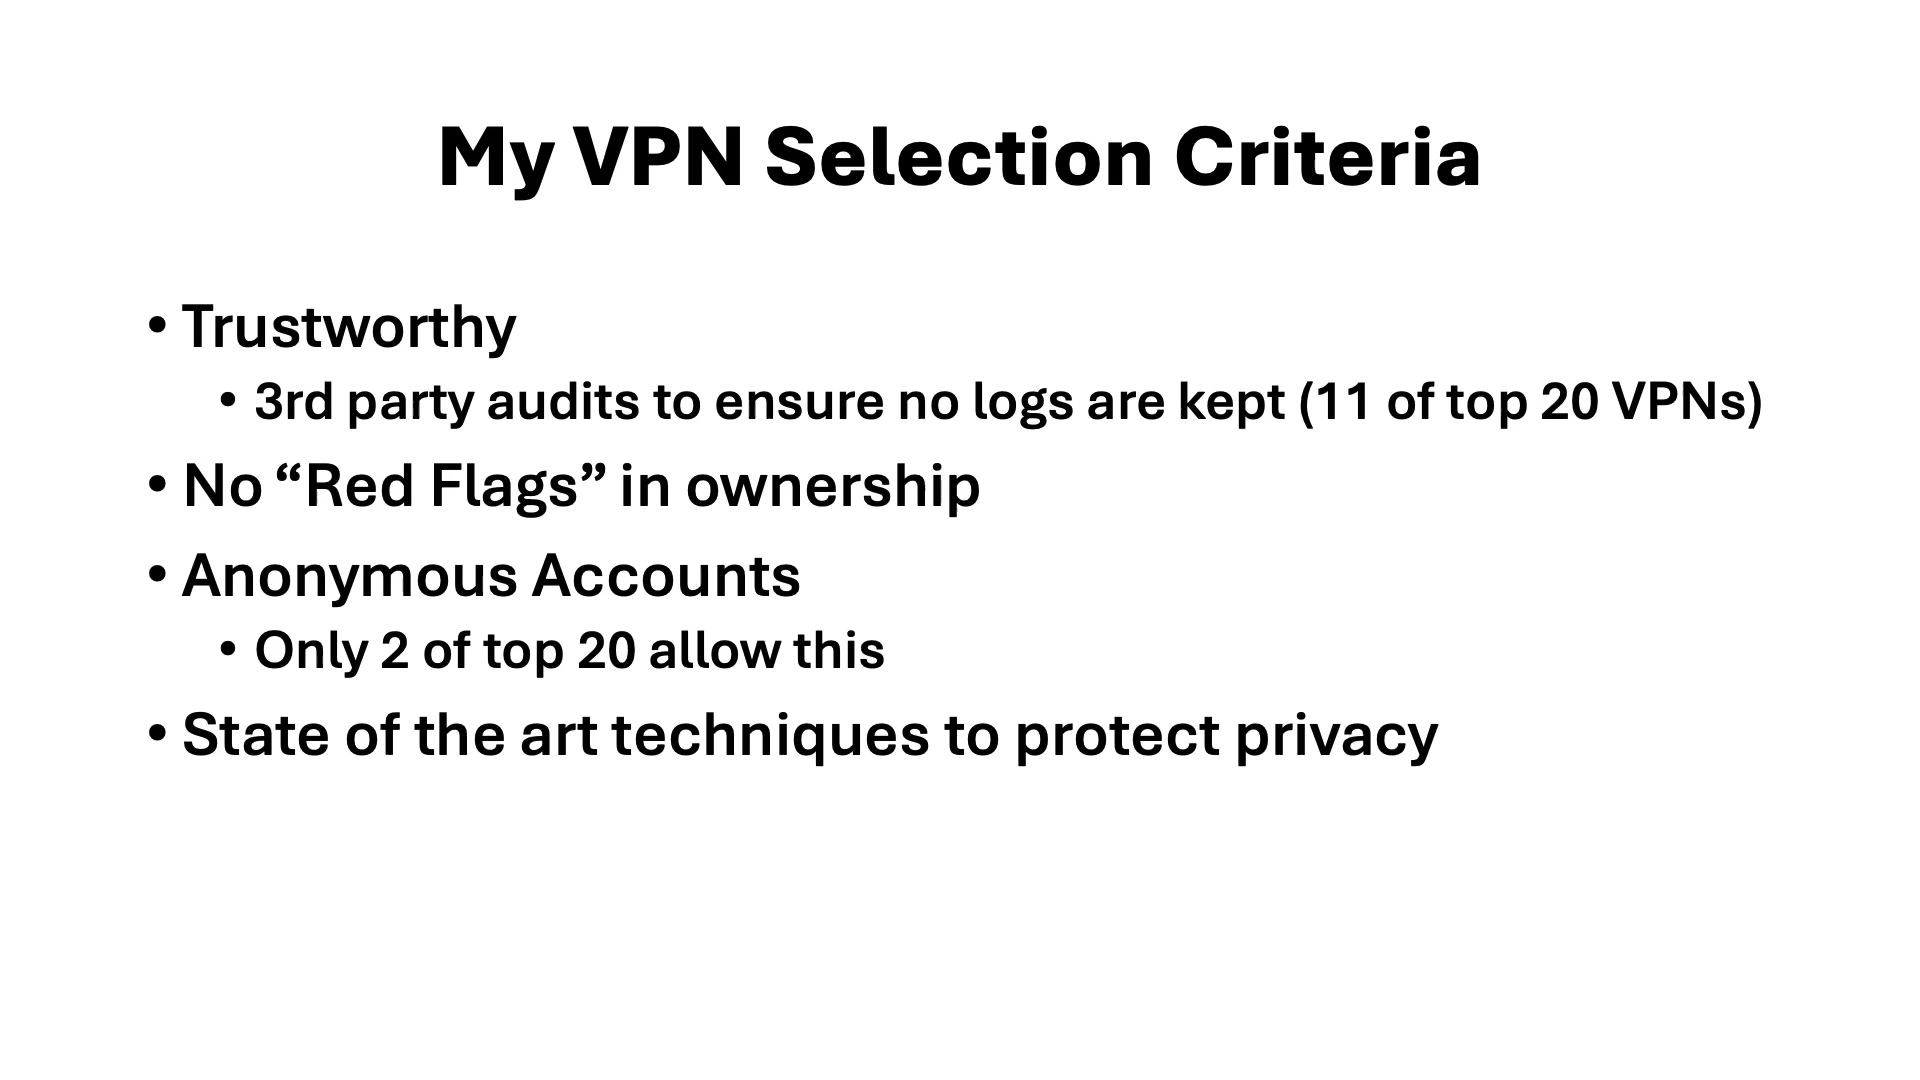 My VPN Selection Criteria
• Trustworthy
• 3rd party audits to ensure no logs are kept (11 of top 20 VPNs)
• No “Red Flags” in ownership
• Anonymous Accounts
• Only 2 of top 20 allow this
• State of the art techniques to protect privacy